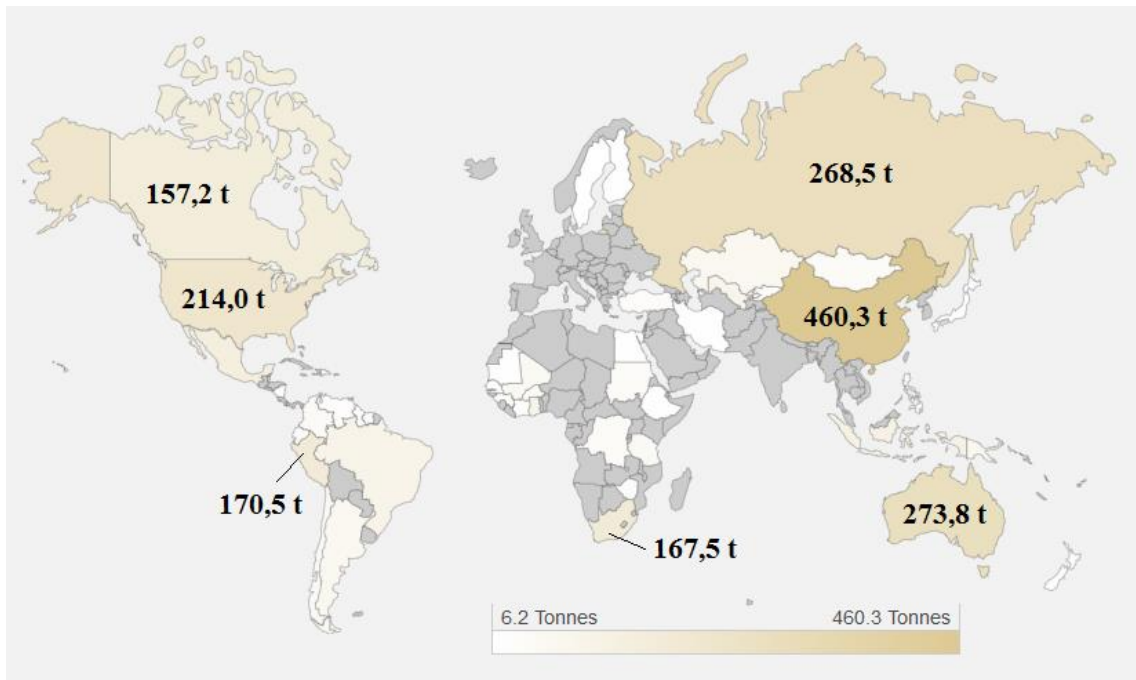 268,5 t
157,2 t
214,0 t
460,3 t
170,5 t
273,8 t
167,5 t
6.2 Tonnes
460.3 Tonnes